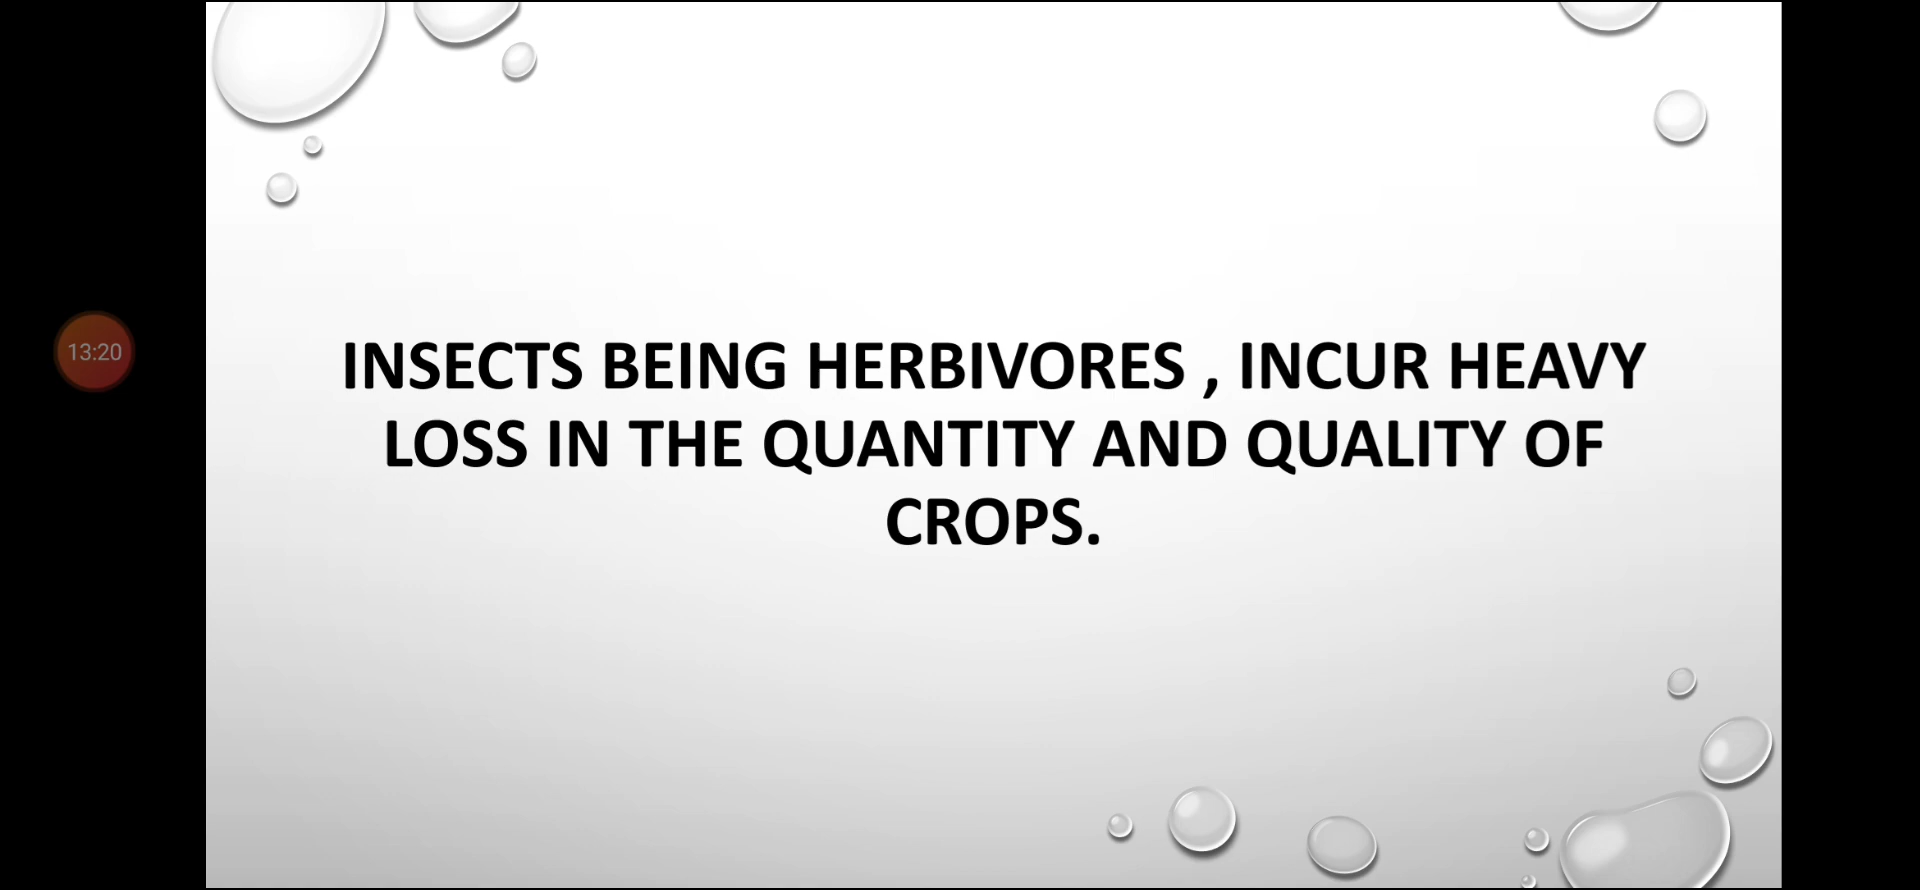 13:20
INSECTS BEING HERBIVORES , INCUR HEAVY
LOSS IN THE QUANTITY AND QUALITY OF
CROPS.